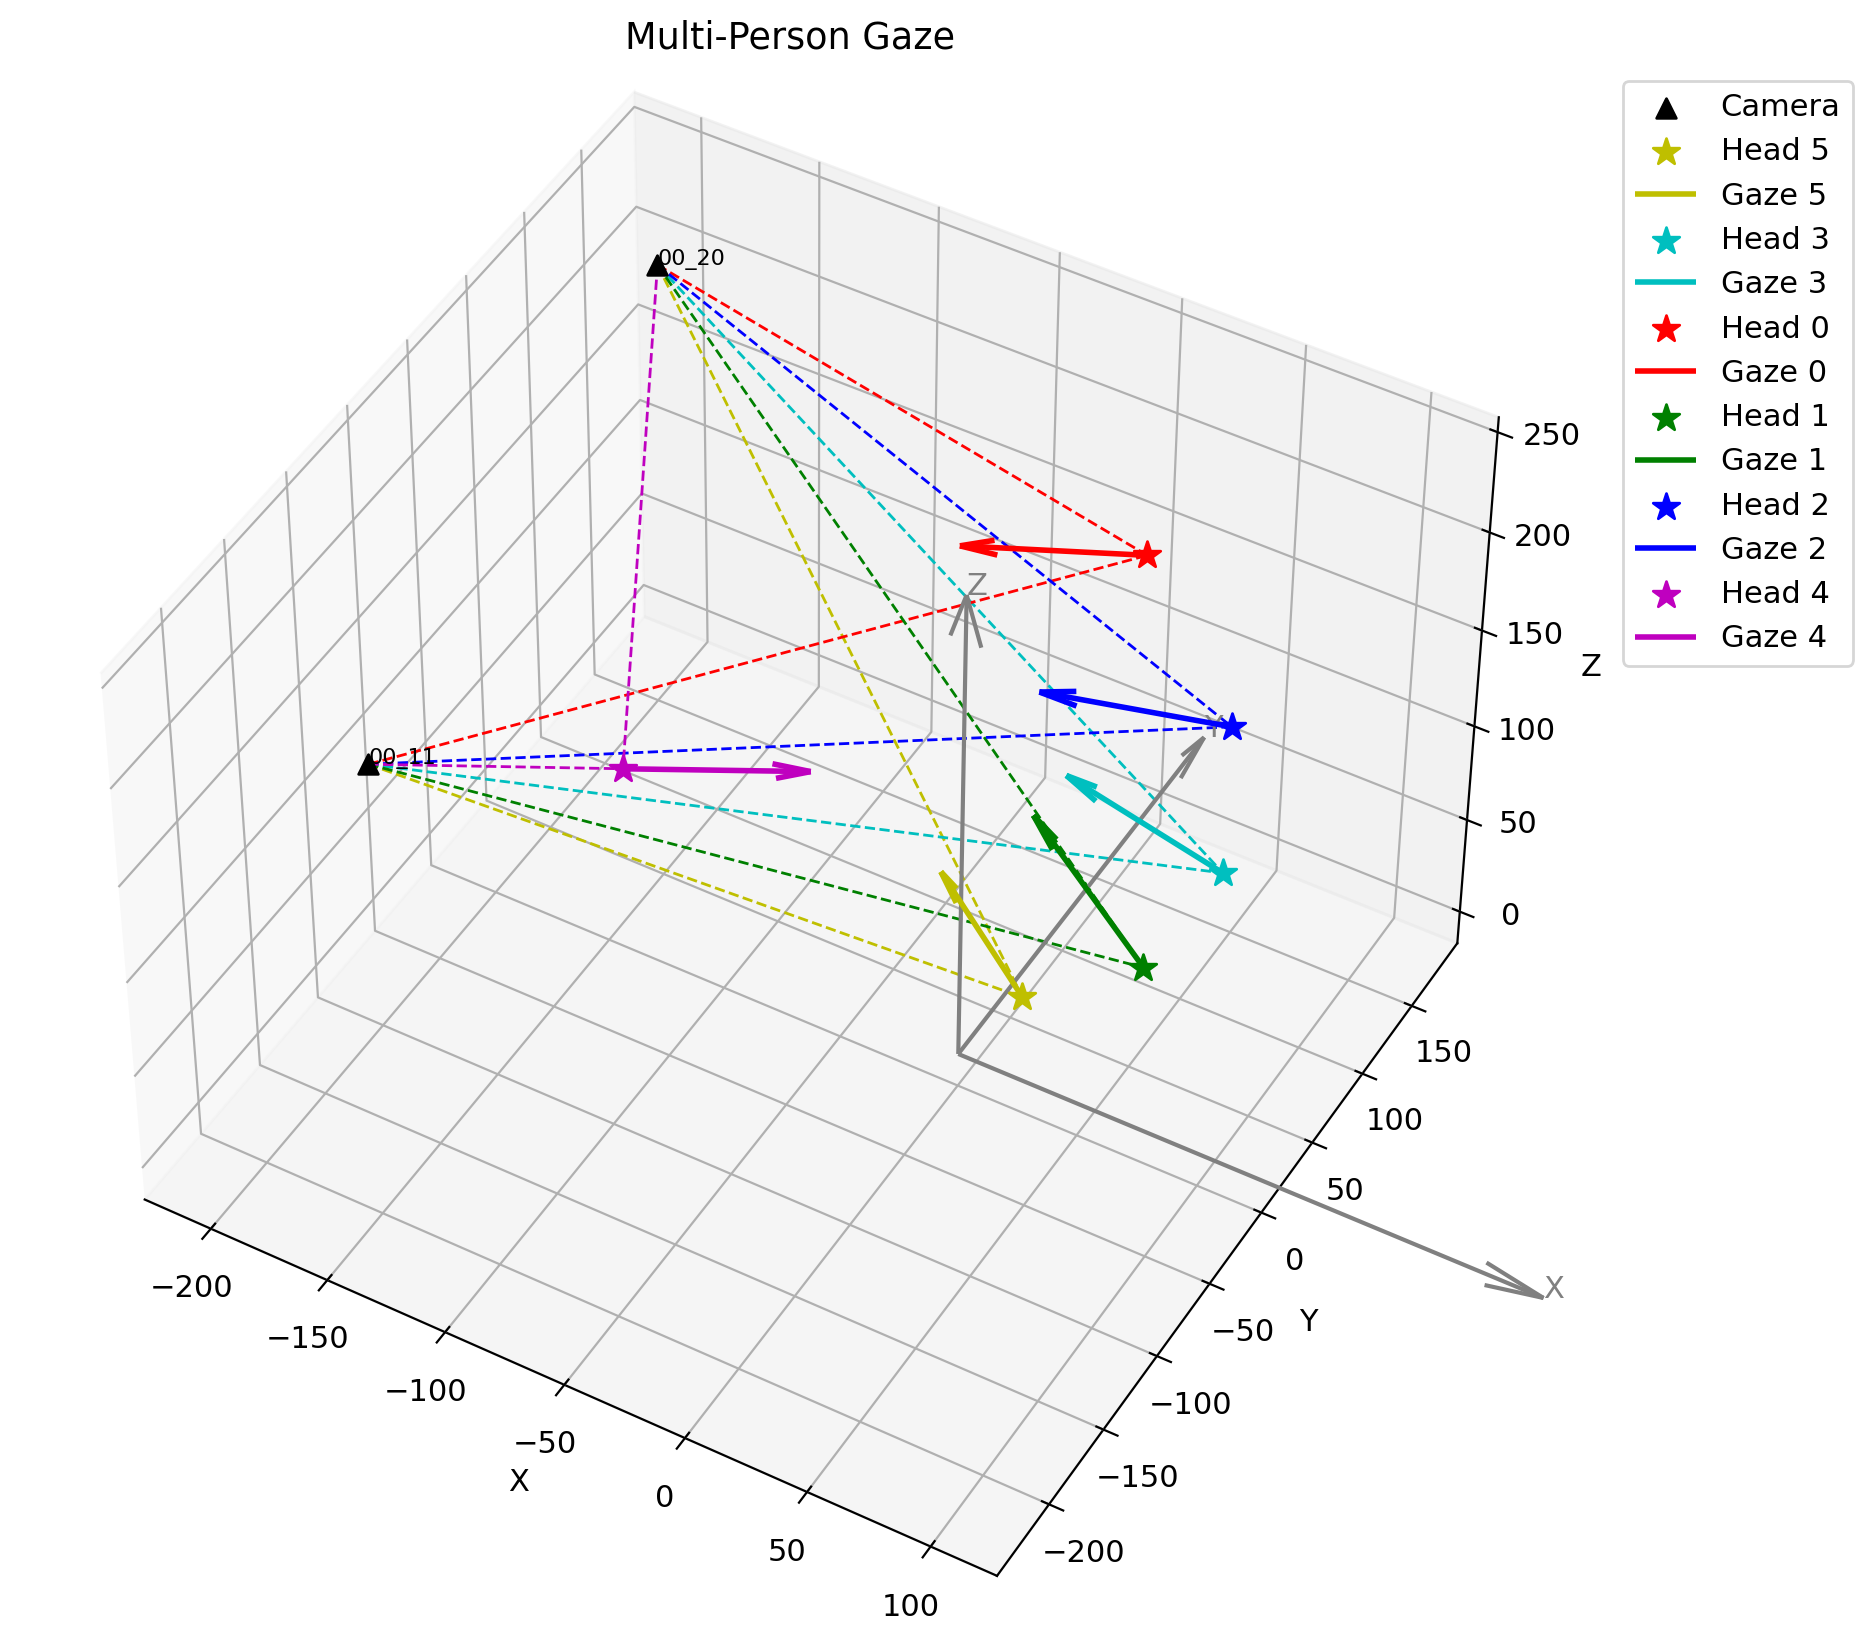 Multi-Person Gaze
Camera
Head 5
Gaze 5
Head 3
Gaze 3
Head 0
Gaze 0
Head 1
Gaze 1
Head 2
Gaze 2
Head 4
Gaze 4
00_20
00_11
Z
Y
X
250
200
150
100
50
0
Z
150
100
50
0
−50
−100
−150
−200
Y
−200
−150
−100
−50
0
50
100
X